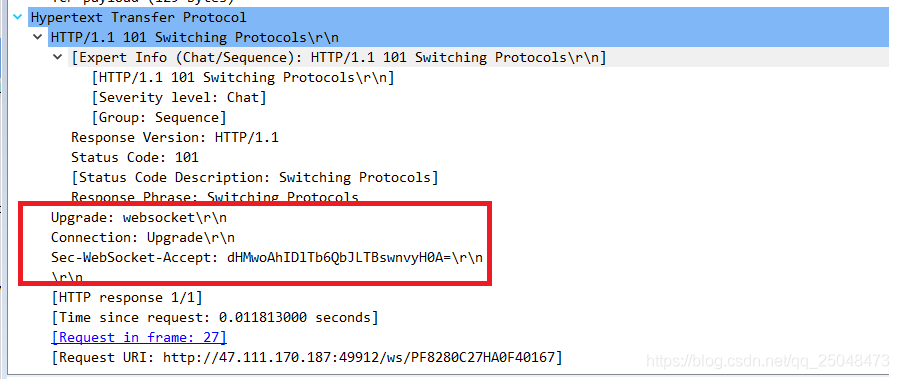 TCP payload (129 bytes)
Hypertext Transfer Protocol
HTTP/1.1 101 Switching Protocols\r\n
[Expert Info (Chat/Sequence): HTTP/1.1 101 Switching Protocols\r\n]
[HTTP/1.1 101 Switching Protocols\r\n]
[Severity level: Chat]
[Group: Sequence]
Response Version: HTTP/1.1
Status Code: 101
[Status Code Description: Switching Protocols]
Response Phrase: Switching Protocols
Upgrade: websocket\r\n
Connection: Upgrade\r\n
Sec-WebSocket-Accept: dHMwoAhIDlTb6QbJLTBswnvyH0A=\r\n
\r\n
[HTTP response 1/1]
[Time since request: 0.011813000 seconds]
[Request in frame: 27]
[Request URI: http://47.111.170.187:49912/ws/PF8280C27HA0F40167]
https://blog.csdn.net/qq_25048473